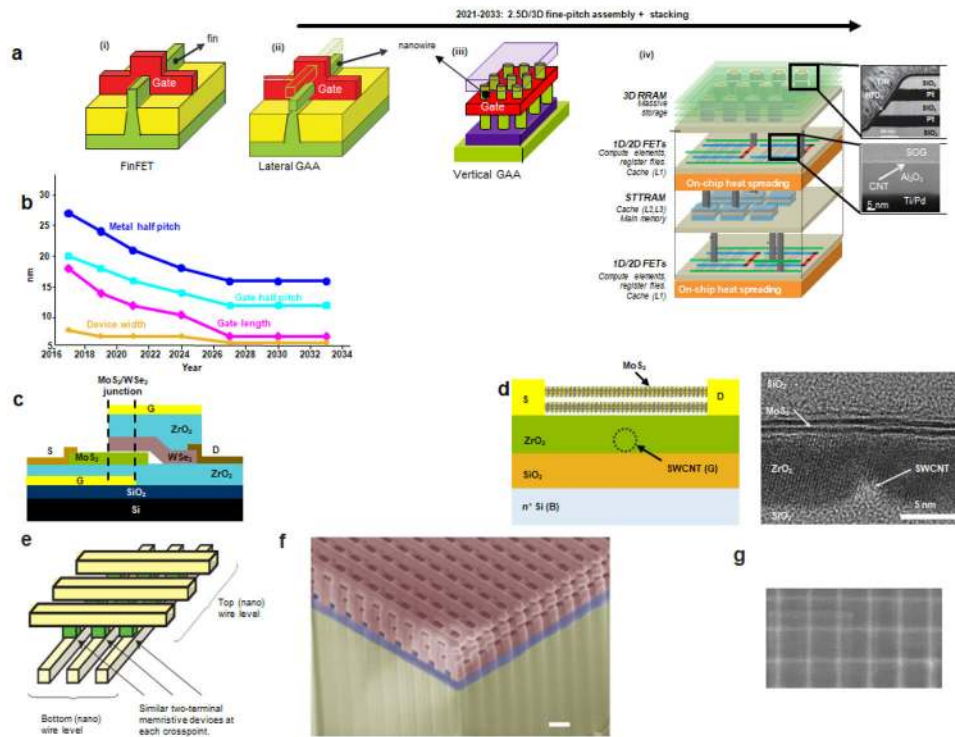 2021-2033: 2.5D/3D fine-pitch assembly + stacking
a
(i)
fin
Gate
FinFET
(ii)
nanowire
Gate
Lateral GAA
(iii)
Gate
Vertical GAA
(iv)
3D RRAM
Massive
storage
1D/2D FETs
Compute elements,
register files.
Cache (L1)
On-chip heat spreading
STTRAM
Cache (L2,L3)
Main memory
1D/2D FETs
Compute elements,
register files.
Cache (L1)
On-chip heat spreading
TiN
HfOx
SiO₂
Pt
SiO₂
Pt
SiO₂
SOG
CNT
Al₂O₃
Ti/Pd
5 nm
b
30
25
20
15
10
5
nm
Metal half pitch
Gate half pitch
Gate length
Device width
2016 2018 2020 2022 2024 2026 2028 2030 2032 2034
Year
c
MoS₂/WSe₂
junction
G
ZrO₂
S
MoS₂
WSe₂
D
G
ZrO₂
SiO₂
Si
d
MoS₂
S
D
ZrO₂
SWCNT (G)
SiO₂
n⁺ Si (B)
SiO₂
MoS₂
ZrO₂
SWCNT
SiO₂
5 nm
e
Top (nano)
wire level
Bottom (nano)
wire level
Similar two-terminal
memristive devices at
each crosspoint.
f
g